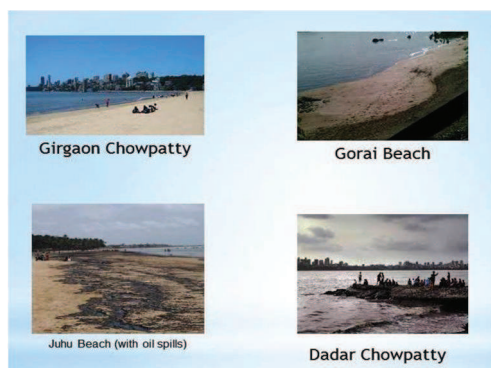 Girgaon Chowpatty
Gorai Beach
Juhu Beach (with oil spills)
Dadar Chowpatty